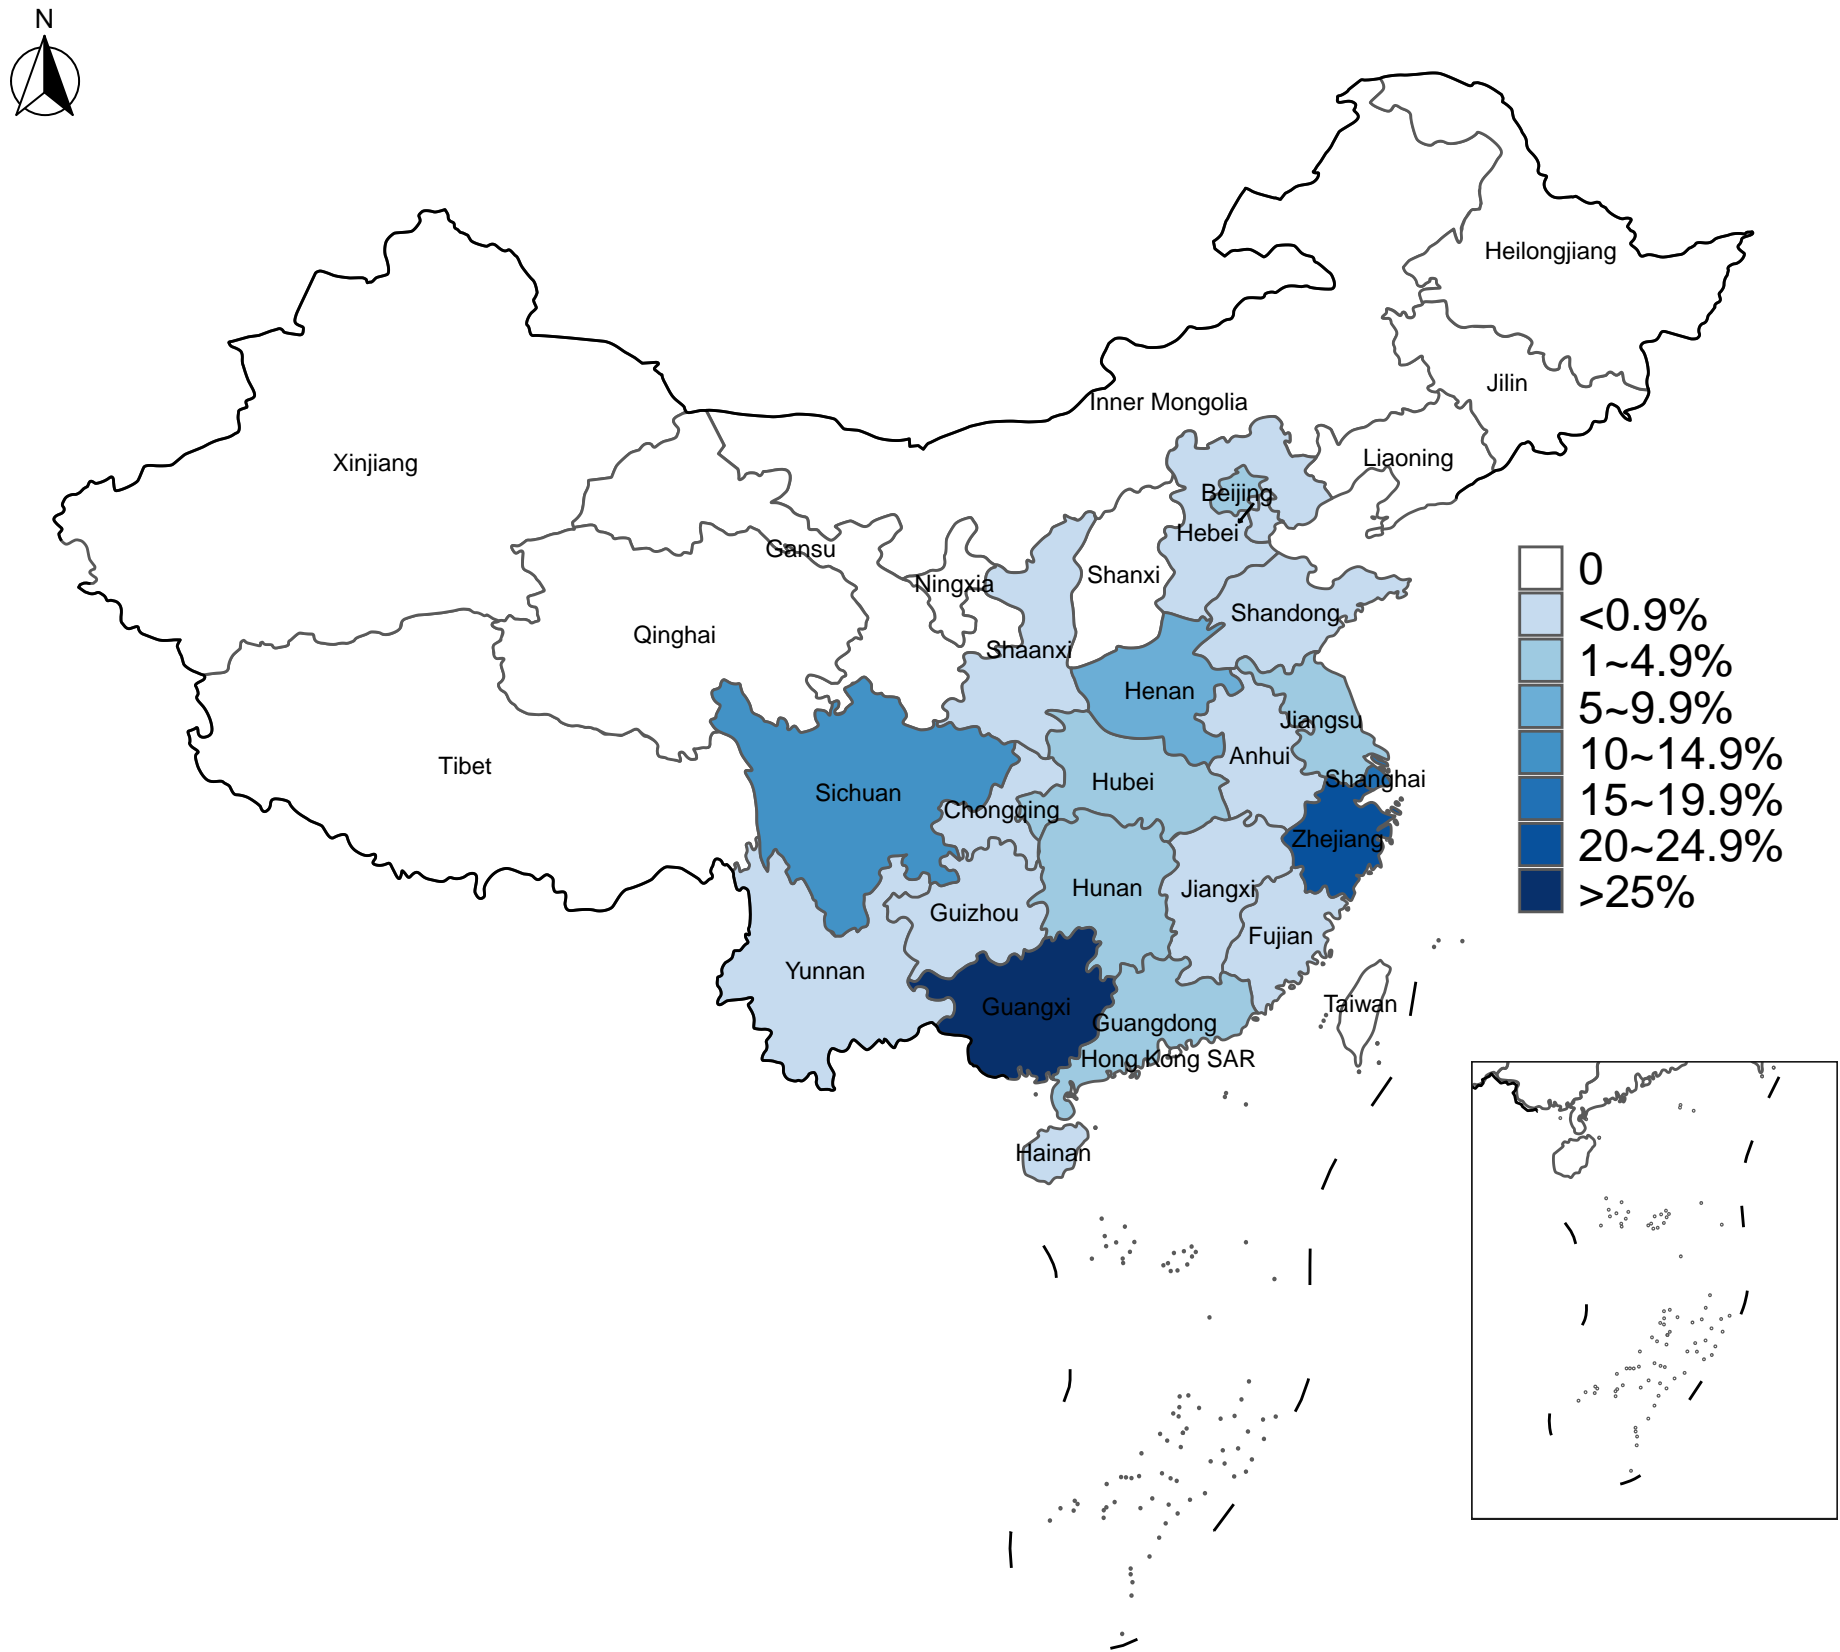 N
Heilongjiang
Jilin
Inner Mongolia
Liaoning
Xinjiang
Beijing
Hebei
Gansu
Ningxia
Shanxi
Shandong
Qinghai
Shaanxi
Henan
Jiangsu
Anhui
Tibet
Shanghai
Hubei
Sichuan
Chongqing
Zhejiang
Hunan
Jiangxi
Guizhou
Fujian
Yunnan
Guangxi
Taiwan
Guangdong
Hong Kong SAR
Hainan
0
<0.9%
1~4.9%
5~9.9%
10~14.9%
15~19.9%
20~24.9%
>25%